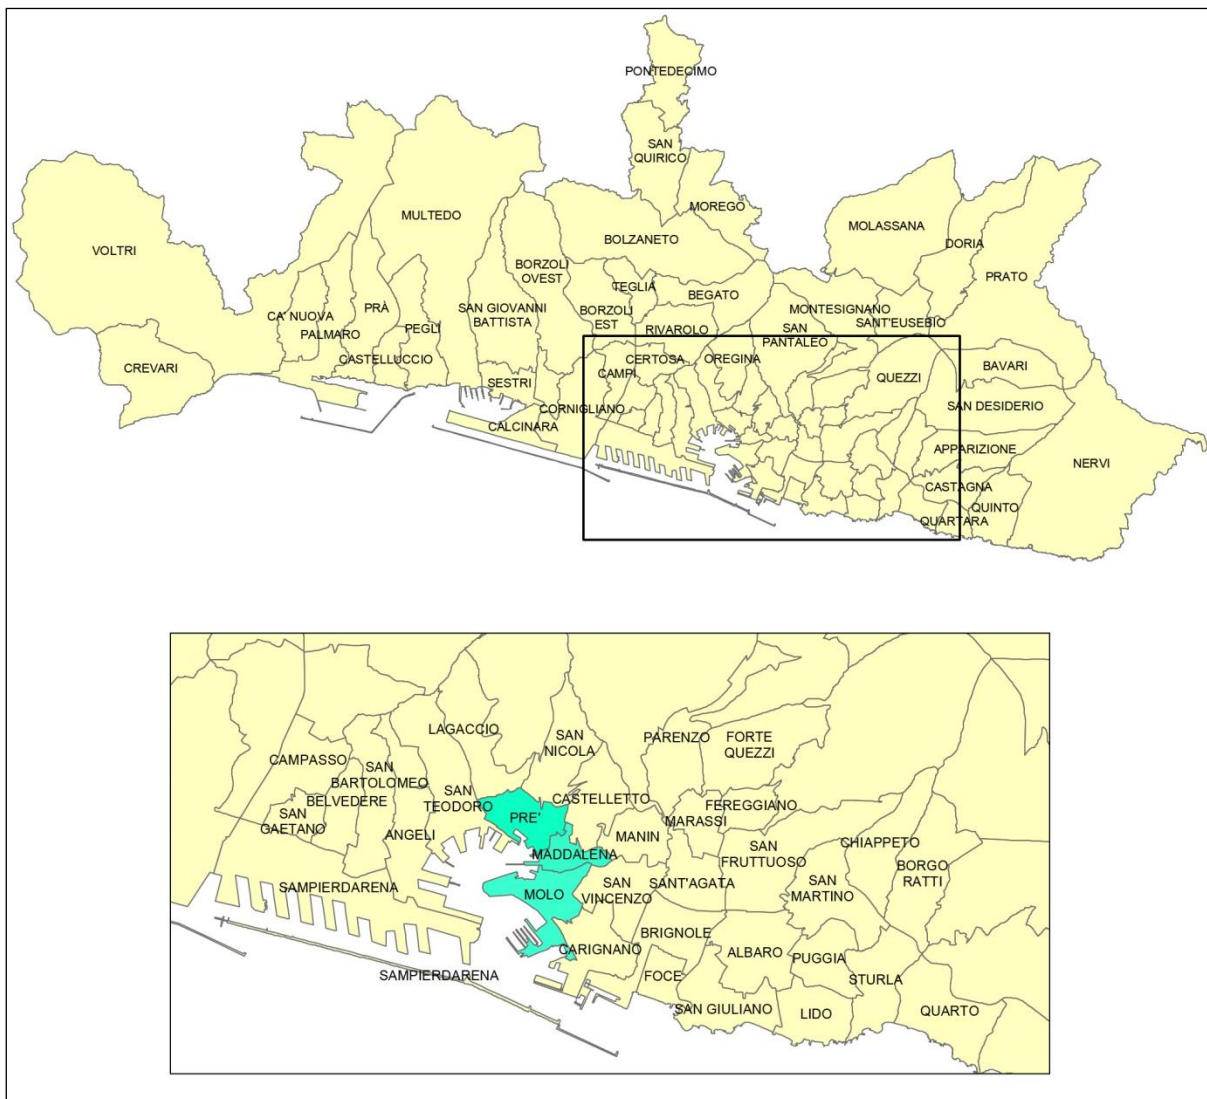 PONTEDECIMO
SAN
QUIRICO
MOREGO
MOLASSANA
MULTEDO
BOLZANETO
DORIA
VOLTRI
BORZOLI
OVEST
PRATO
TEGLIA
BEGATO
CA' NUOVA
PRÀ
SAN GIOVANNI
BATTISTA
BORZOLI
EST
MONTESIGNANO
SANT'EUSEBIO
PALMARO
PEGLI
RIVAROLO
SAN
PANTALEO
CREVARI
CASTELLUCCIO
CERTOSA
OREGINA
BAVARI
CAMPI
QUEZZI
SESTRI
CORNIGLIANO
SAN DESIDERIO
CALCINARA
APPARIZIONE
NERVI
CASTAGNA
QUINTO
QUARTARA
LAGACCIO
SAN
NICOLA
PARENZO
FORTE
QUEZZI
CAMPASSO
SAN
BARTOLOMEO
BELVEDERE
SAN
TEODORO
CASTELLETTO
FEREGGIANO
SAN
GAETANO
PRE'
MARASSI
ANGELI
MANIN
CHIAPPETO
MADDALENA
SAN
FRUTTUOSO
BORGO
RATTI
SAMPIERDARENA
MOLO
SAN
VINCENZO
SANT'AGATA
SAN
MARTINO
BRIGNOLE
CARIGNANO
ALBARO
PUGGIA
SAMPIERDARENA
FOCE
STURLA
SAN GIULIANO
LIDO
QUARTO